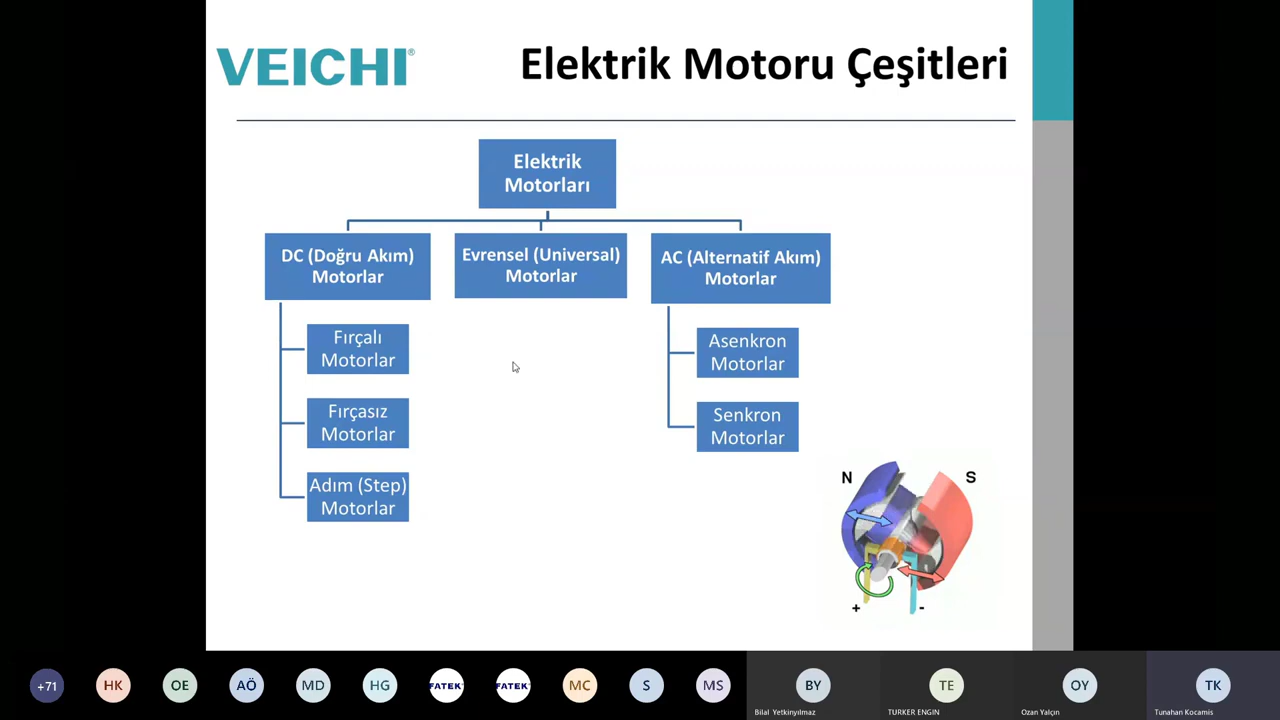 VEICHI®
Elektrik Motoru Çeşitleri
Elektrik
Motorları
DC (Doğru Akım)
Motorlar
Evrensel (Universal)
Motorlar
AC (Alternatif Akım)
Motorlar
Fırçalı
Motorlar
Fırçasız
Motorlar
Adım (Step)
Motorlar
Asenkron
Motorlar
Senkron
Motorlar
N
S
+
-
+71
HK
OE
AÖ
MD
HG
FATEK
FATEK
MC
S
MS
BY
TE
OY
TK
Bilal Yetkinyılmaz
TURKER ENGIN
Ozan Yalçın
Tunahan Kocamis